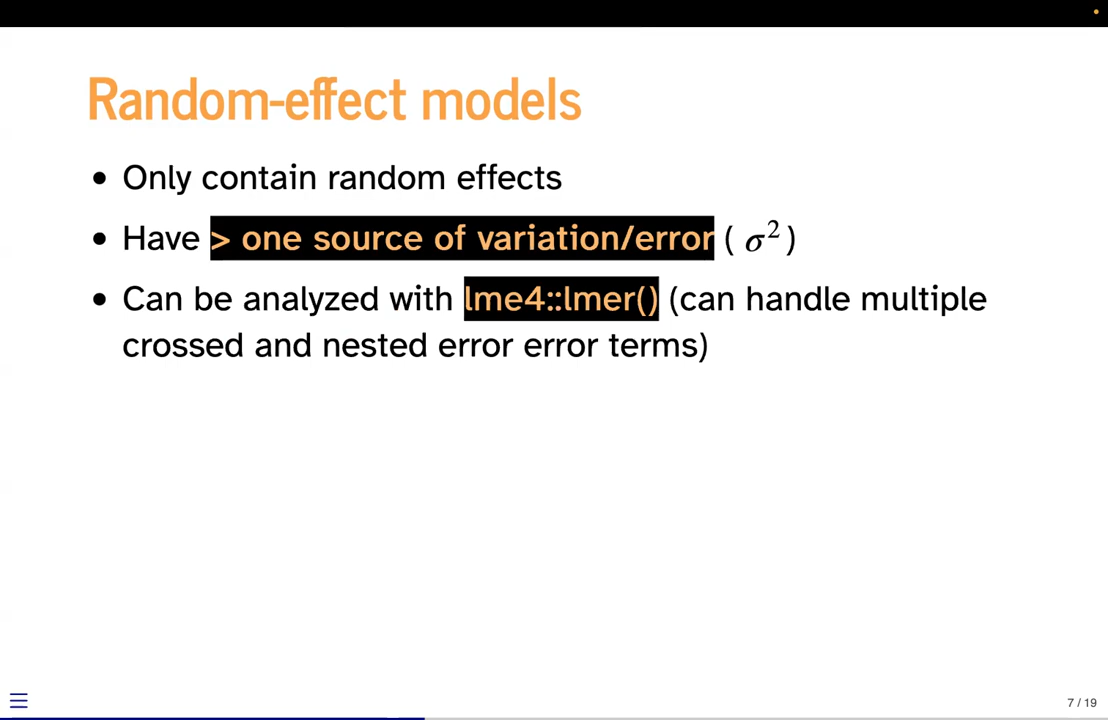 Random-effect models
• Only contain random effects
• Have > one source of variation/error ( σ² )
• Can be analyzed with lme4::lmer() (can handle multiple
crossed and nested error error terms)
7 / 19